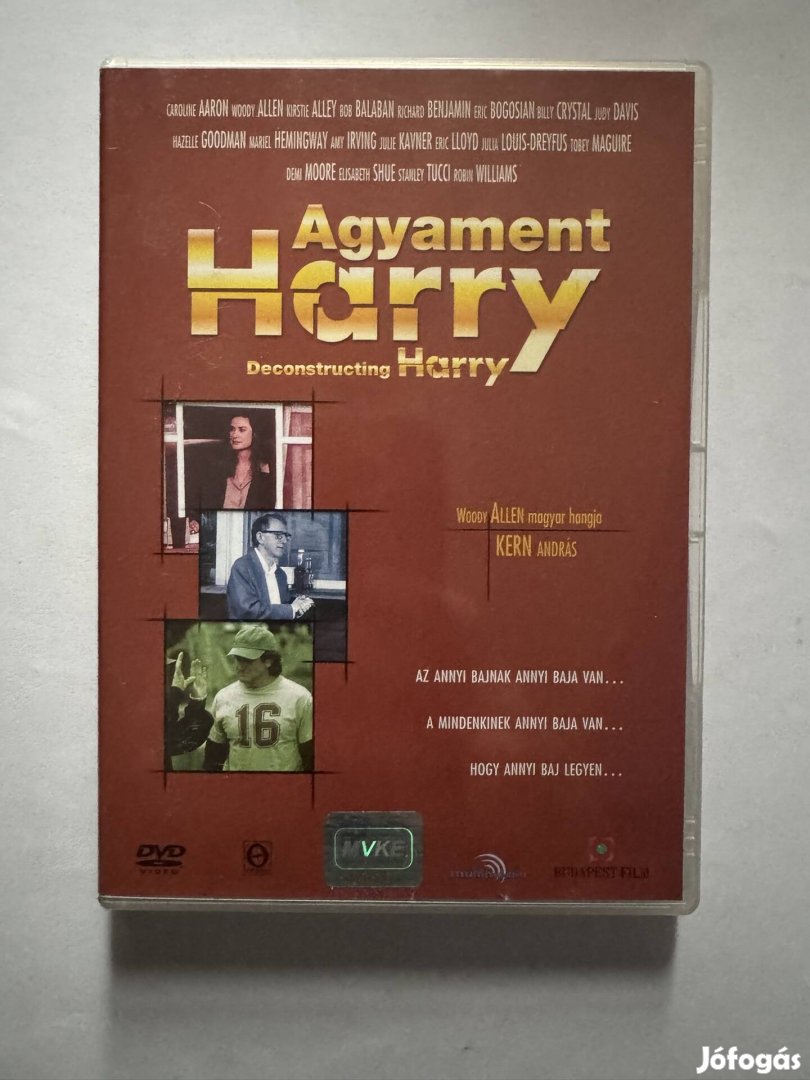 CAROLINE AARON WOODY ALLEN KIRSTIE ALLEY BOB BALABAN RICHARD BENJAMIN ERIC BOGOSIAN BILLY CRYSTAL JUDY DAVIS
HAZELLE GOODMAN MARIEL HEMINGWAY AMY IRVING JULIE KAVNER ERIC LLOYD JULIA LOUIS-DREYFUS TOBEY MAGUIRE
DEMI MOORE ELISABETH SHUE STANLEY TUCCI ROBIN WILLIAMS
Agyament
Harry
Deconstructing Harry
WOODY ALLEN magyar hangja
KERN ANDRÁS
AZ ANNYI BAJNAK ANNYI BAJA VAN...
A MINDENKINEK ANNYI BAJA VAN...
HOGY ANNYI BAJ LEGYEN...
16
DVD
VIDEO
MVKE
BUDAPEST FILM
Jófogás